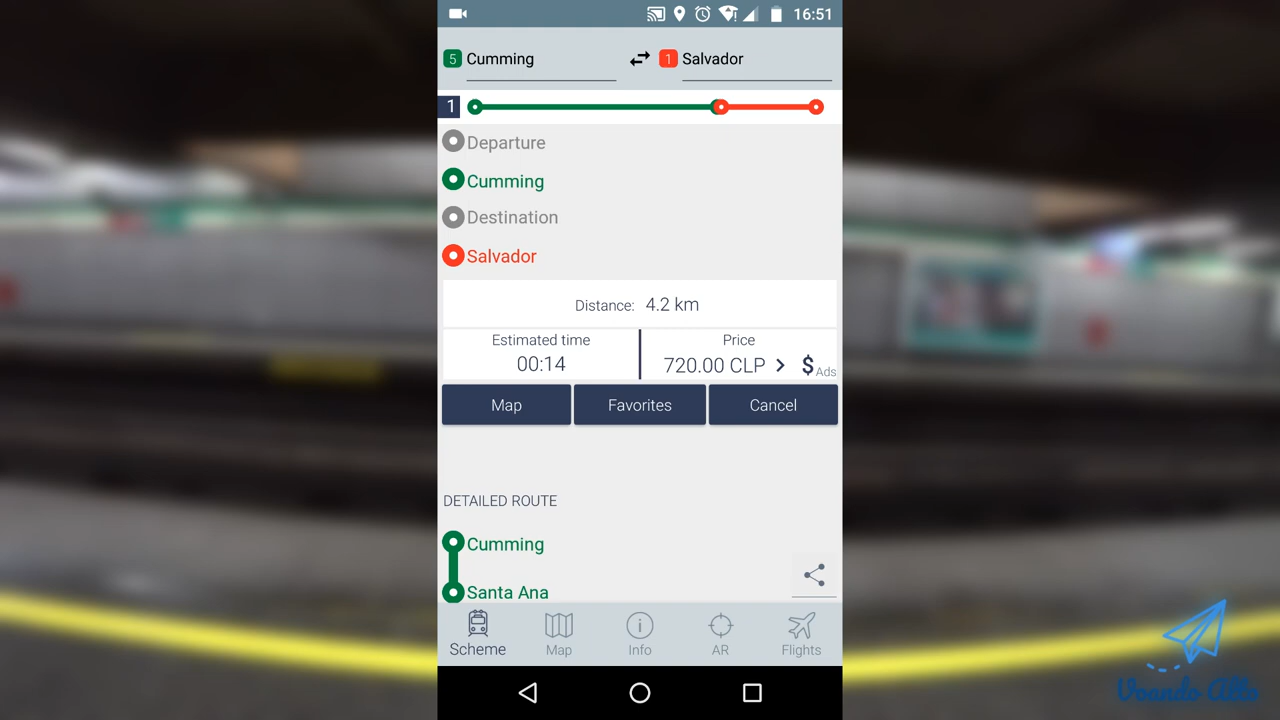 16:51
5 Cumming 1 Salvador
1
Departure
Cumming
Destination
Salvador
Distance: 4.2 km
Estimated time Price
00:14 720.00 CLP > $ Ads
Map Favorites Cancel
DETAILED ROUTE
Cumming
Santa Ana
Scheme Map Info AR Flights
Voando Alto